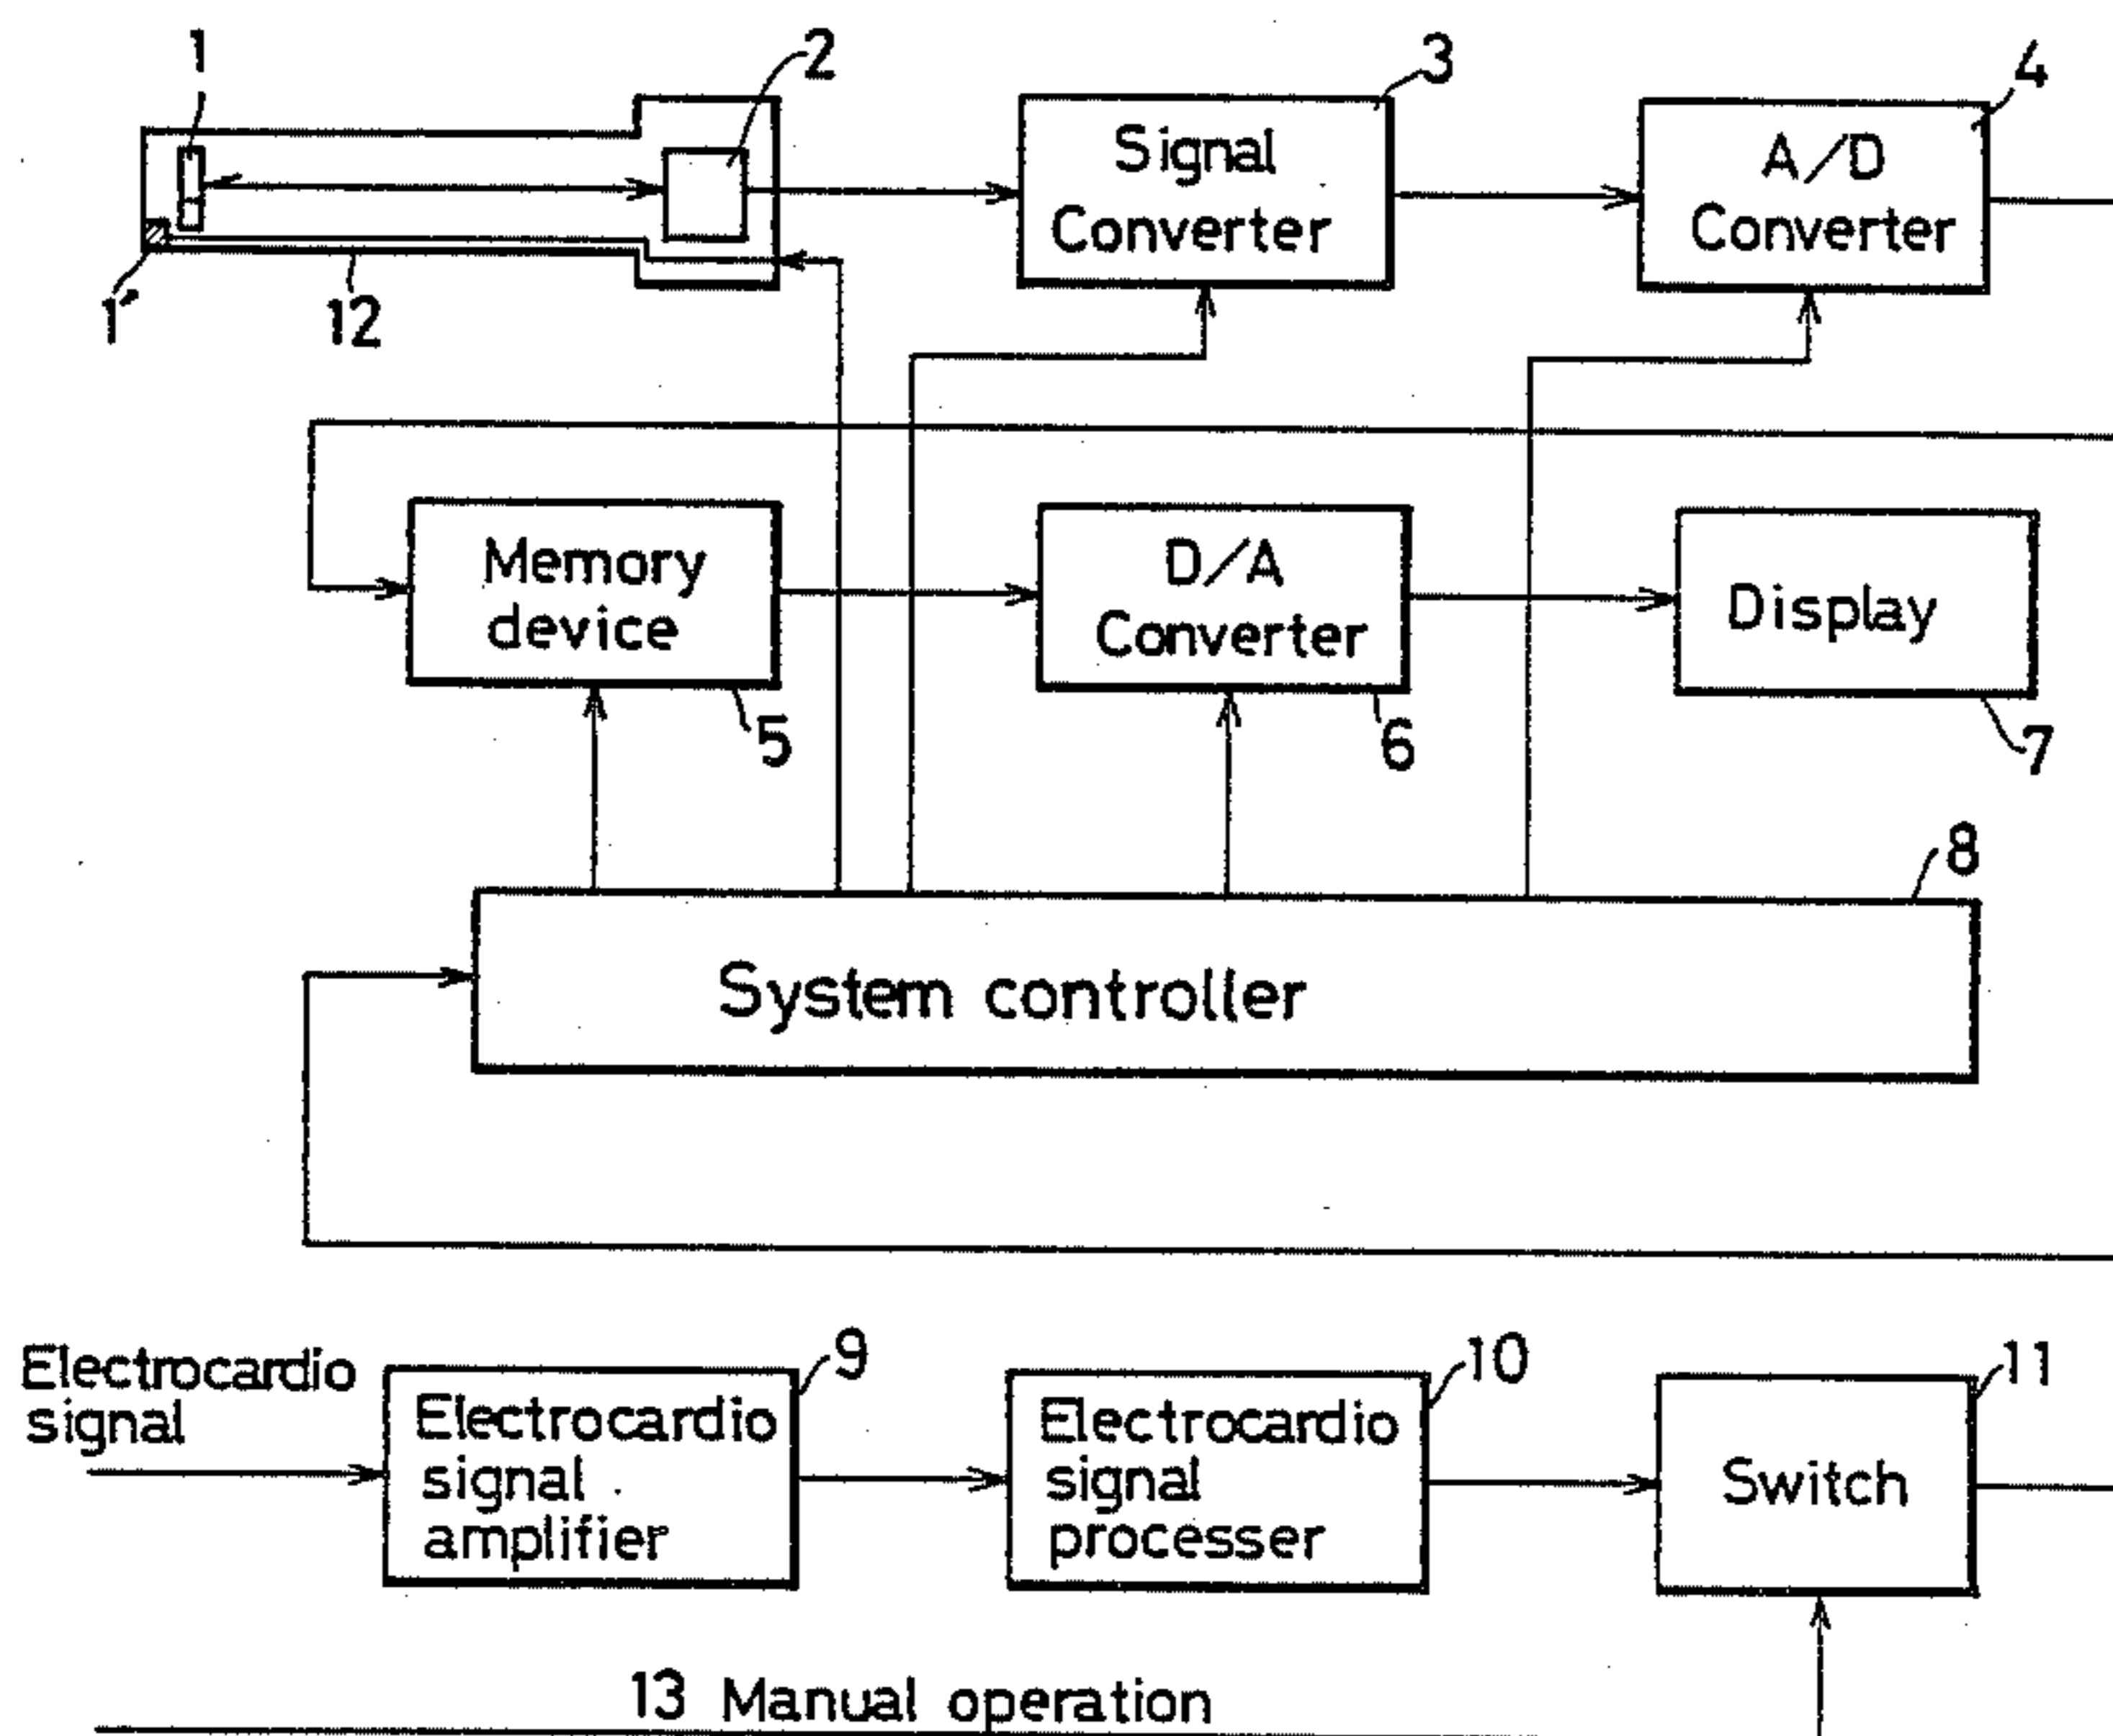 1
2
3
4
Signal
Converter
A/D
Converter
1'
12
Memory
device
D/A
Converter
Display
5
6
7
8
System controller
Electrocardio
signal
9
10
11
Electrocardio
signal
amplifier
Electrocardio
signal
processer
Switch
13 Manual operation